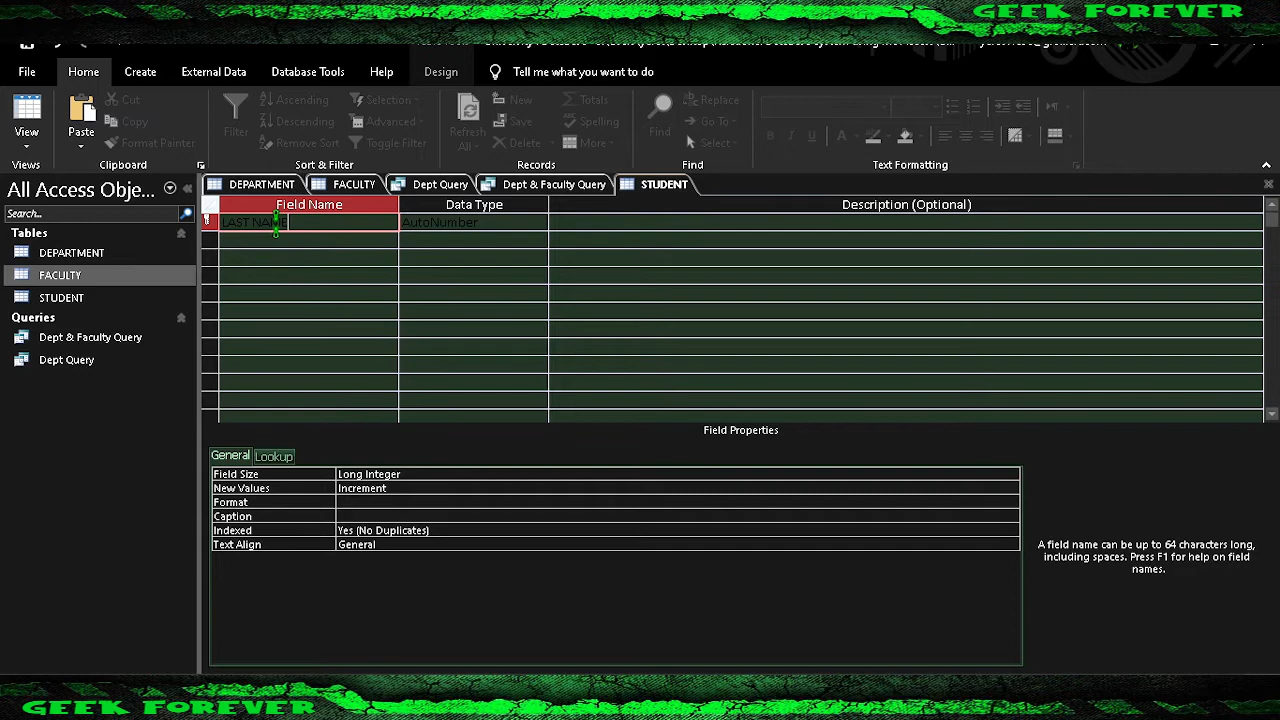 GEEK FOREVER
File Home Create External Data Database Tools Help Design Tell me what you want to do
View
Views
Paste
Cut
Copy
Format Painter
Clipboard
Filter
Ascending
Descending
Remove Sort
Selection
Advanced
Toggle Filter
Sort & Filter
Refresh
All
New
Save
Delete
Totals
Spelling
More
Records
Find
Replace
Go To
Select
Find
B I U A
Text Formatting
All Access Obje...
Search...
Tables
DEPARTMENT
FACULTY
STUDENT
Queries
Dept & Faculty Query
Dept Query
DEPARTMENT FACULTY Dept Query Dept & Faculty Query STUDENT
Field Name Data Type Description (Optional)
LAST NAME AutoNumber
Field Properties
General Lookup
Field Size Long Integer
New Values Increment
Format
Caption
Indexed Yes (No Duplicates)
Text Align General
A field name can be up to 64 characters long,
including spaces. Press F1 for help on field
names.
GEEK FOREVER